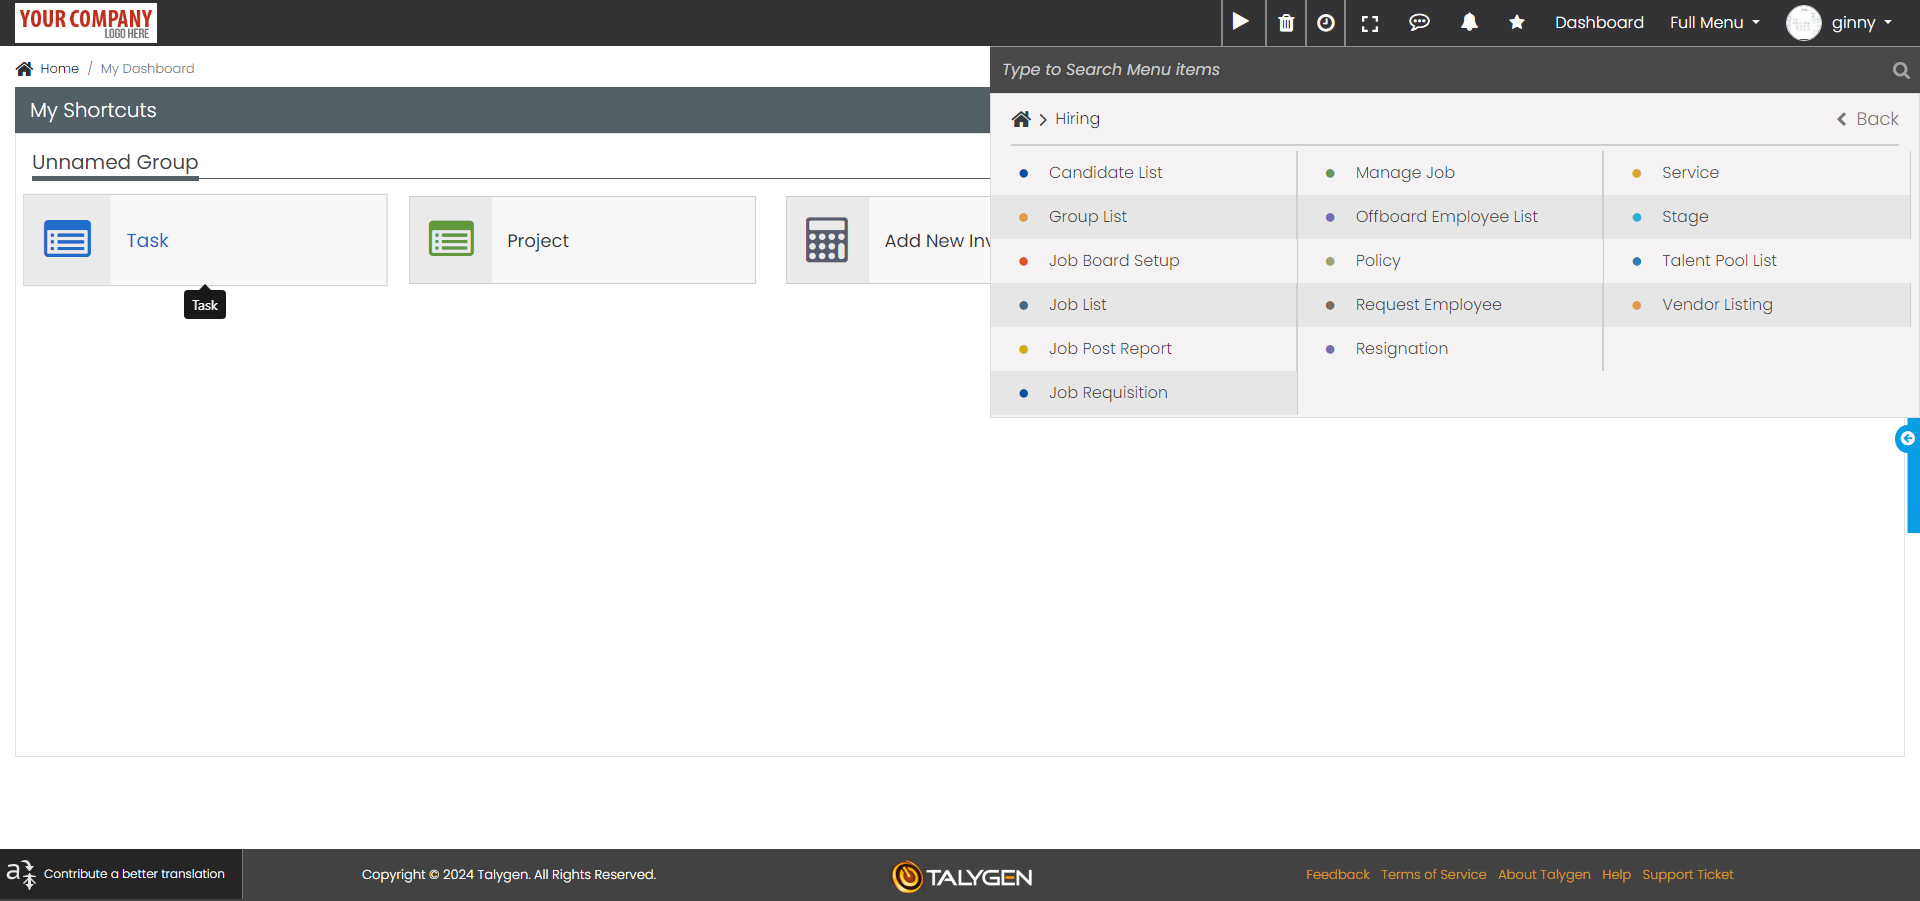 YOUR COMPANY
LOGO HERE
Dashboard
Full Menu
ginny
Home / My Dashboard
Type to Search Menu items
My Shortcuts
Hiring
Back
Unnamed Group
Task
Project
Add New Inv
Task
Candidate List
Group List
Job Board Setup
Job List
Job Post Report
Job Requisition
Manage Job
Offboard Employee List
Policy
Request Employee
Resignation
Service
Stage
Talent Pool List
Vendor Listing
Contribute a better translation
Copyright © 2024 Talygen. All Rights Reserved.
TALYGEN
Feedback Terms of Service About Talygen Help Support Ticket